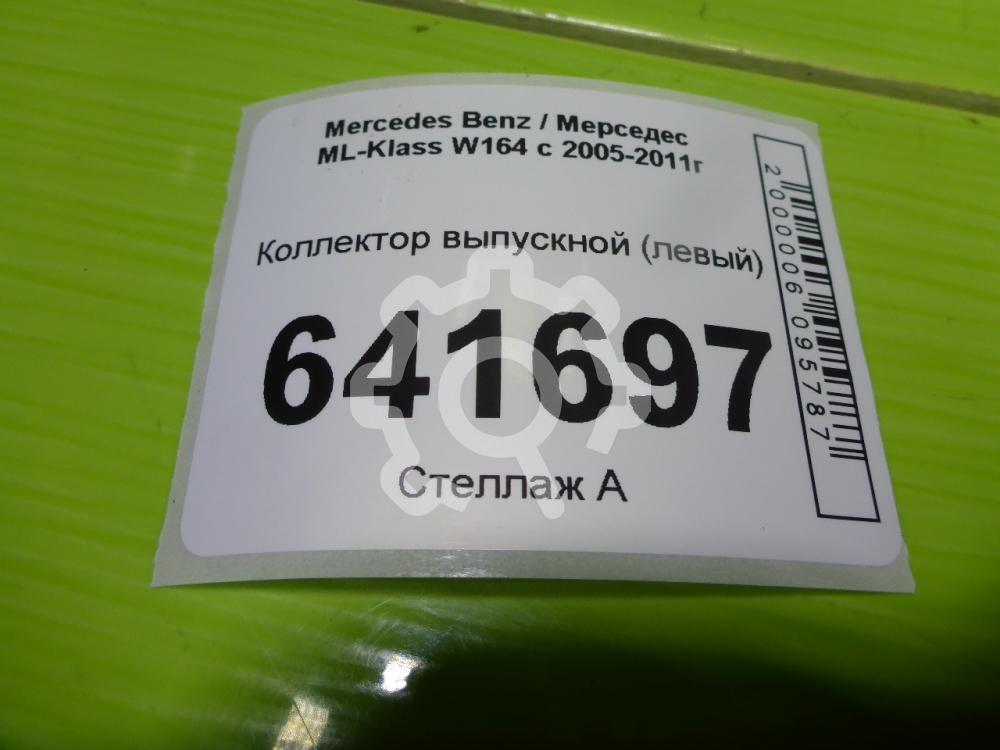 Mercedes Benz / Мерседес
ML-Klass W164 с 2005-2011г
Коллектор выпускной (левый)
641697
Стеллаж А
2000006095787